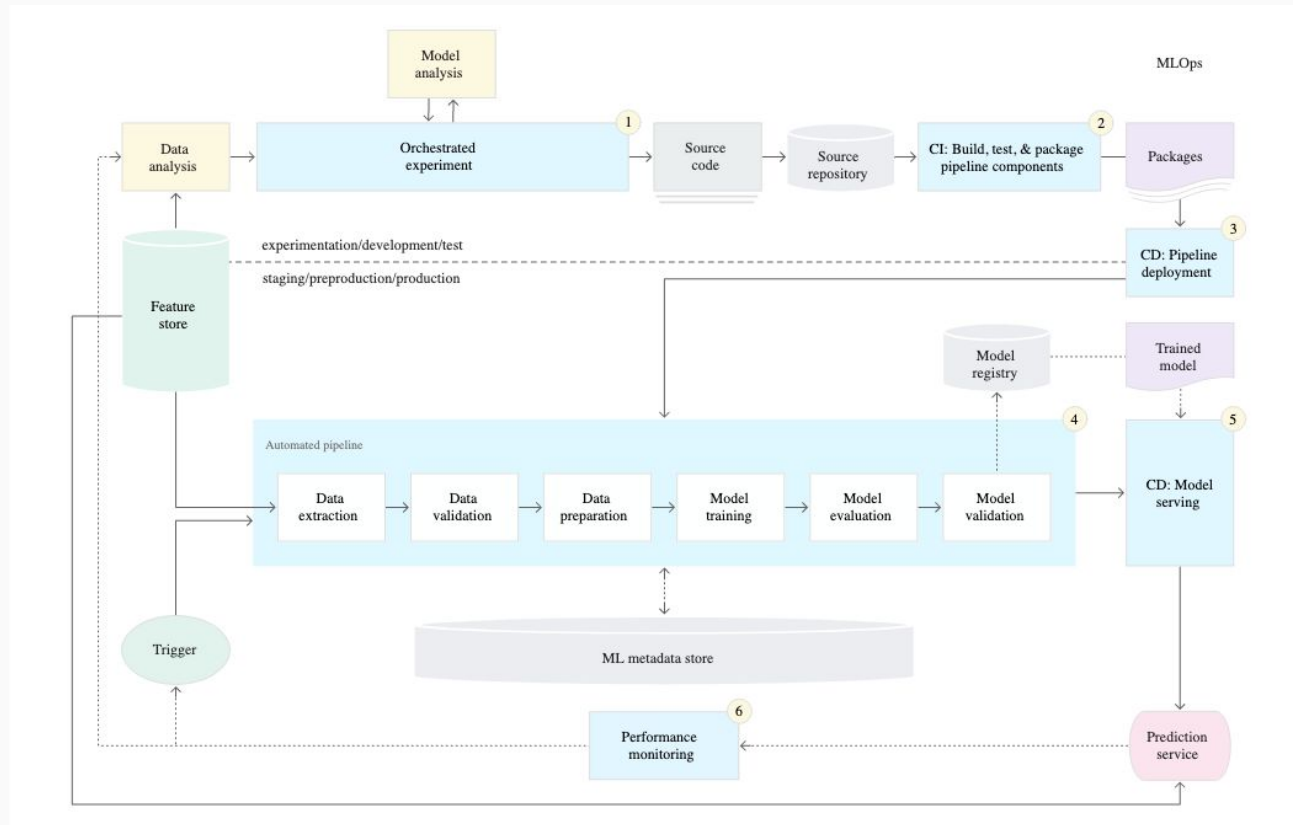 Model
analysis
MLOps
1
2
Data
analysis
Orchestrated
experiment
Source
code
Source
repository
CI: Build, test, & package
pipeline components
Packages
3
experimentation/development/test
staging/preproduction/production
CD: Pipeline
deployment
Feature
store
Model
registry
Trained
model
4
5
Automated pipeline
Data
extraction
Data
validation
Data
preparation
Model
training
Model
evaluation
Model
validation
CD: Model
serving
Trigger
ML metadata store
6
Performance
monitoring
Prediction
service